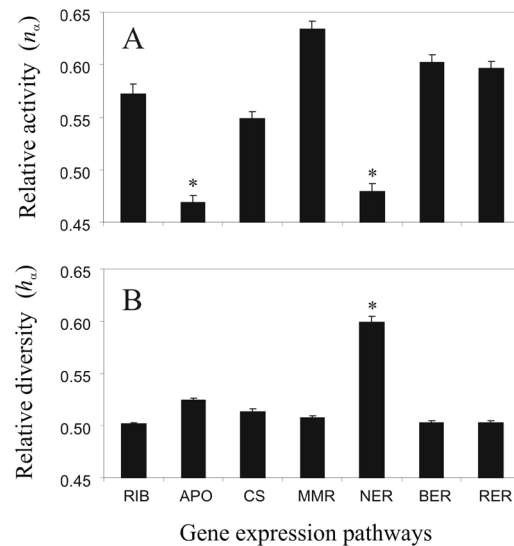 Relative activity (nα)
A
0.65
0.60
0.55
0.50
0.45
*
*
Relative diversity (hα)
B
0.65
0.60
0.55
0.50
0.45
*
RIB APO CS MMR NER BER RER
Gene expression pathways